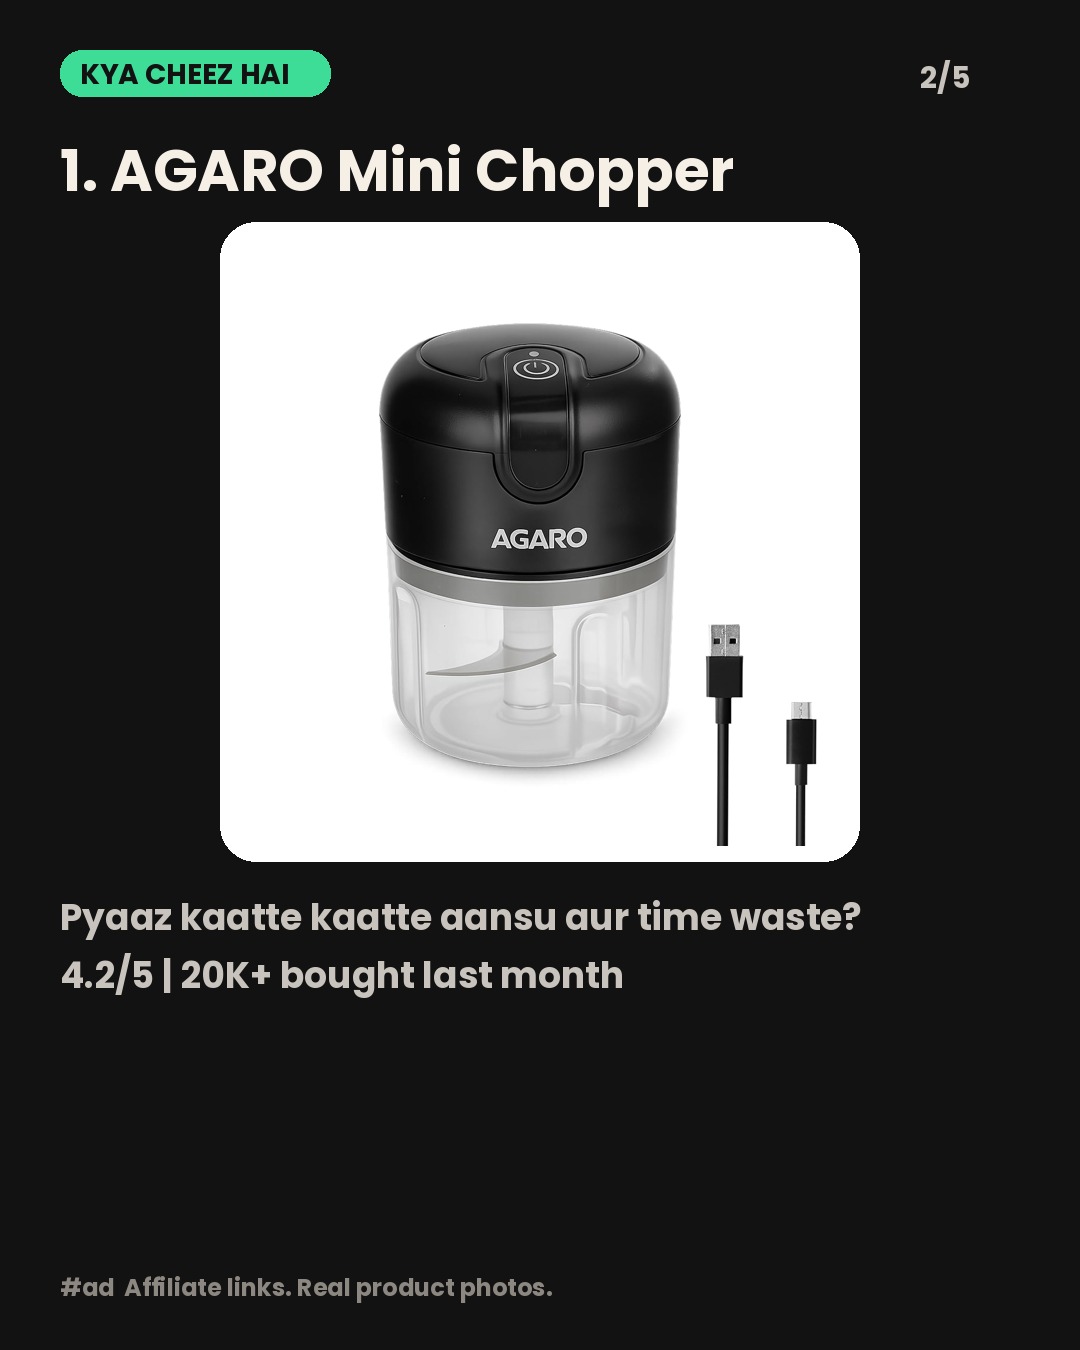 KYA CHEEZ HAI
2/5
1. AGARO Mini Chopper
AGARO
Pyaaz kaatte kaatte aansu aur time waste?
4.2/5 | 20K+ bought last month
#ad Affiliate links. Real product photos.